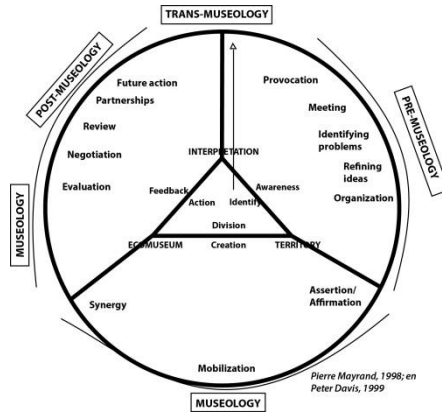 TRANS-MUSEOLOGY
POST-MUSEOLOGY
PRE-MUSEOLOGY
MUSEOLOGY
Future action
Partnerships
Review
Negotiation
Evaluation
Provocation
Meeting
Identifying
problems
Refining
ideas
Organization
INTERPRETATION
Feedback
Awareness
Action
Identify
Division
ECOMUSEUM
Creation
TERRITORY
Synergy
Assertion/
Affirmation
Mobilization
Pierre Mayrand, 1998; en
Peter Davis, 1999
MUSEOLOGY